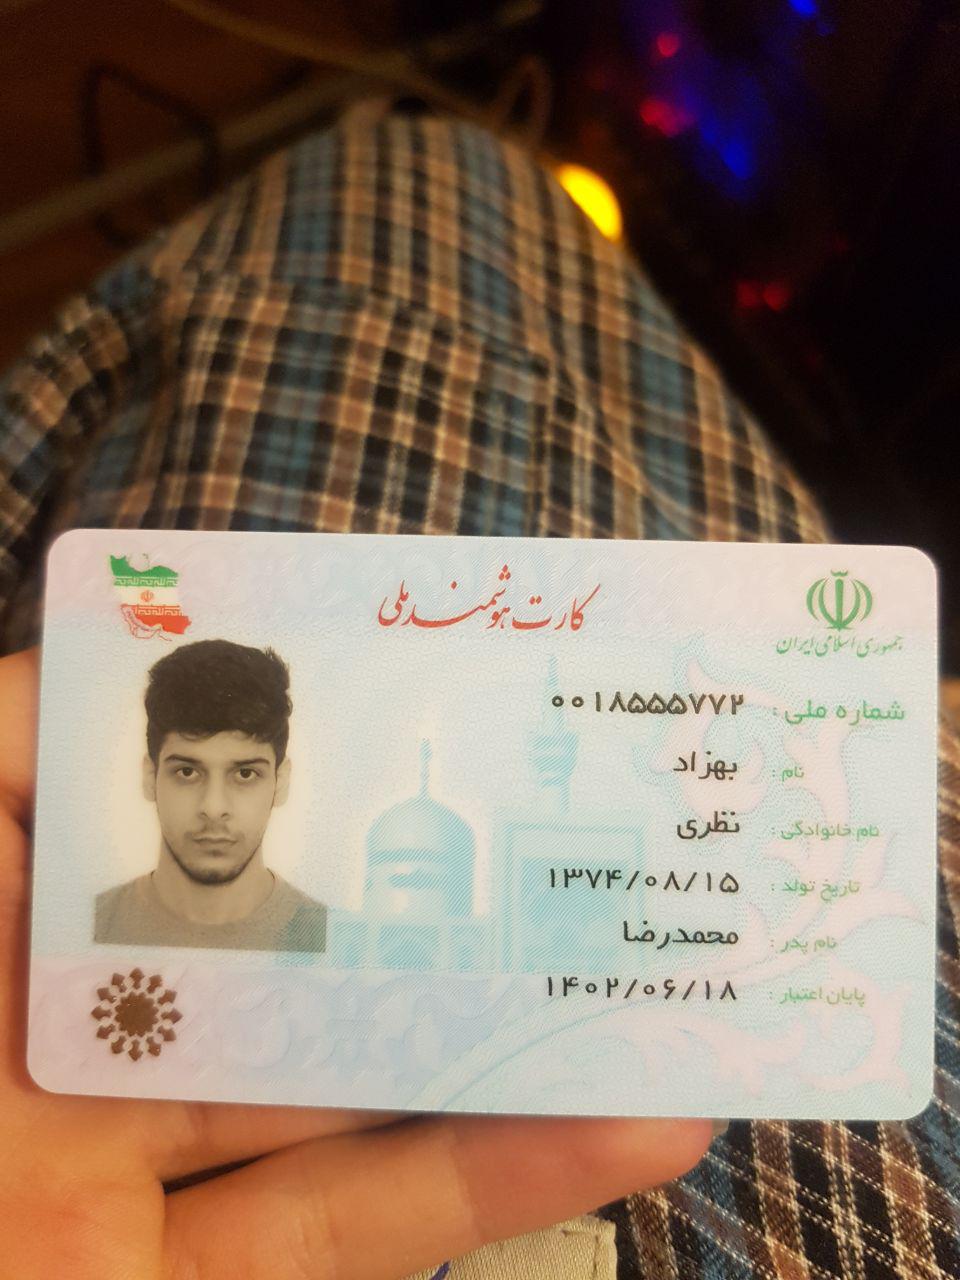 کارت هوشمند ملی
جمهوری اسلامی ایران
شماره ملی : ۰۰۱۸۵۵۵۷۷۲
نام : بهزاد
نام خانوادگی : نظری
تاریخ تولد : ۱۳۷۴/۰۸/۱۵
نام پدر : محمدرضا
پایان اعتبار : ۱۴۰۲/۰۶/۱۸